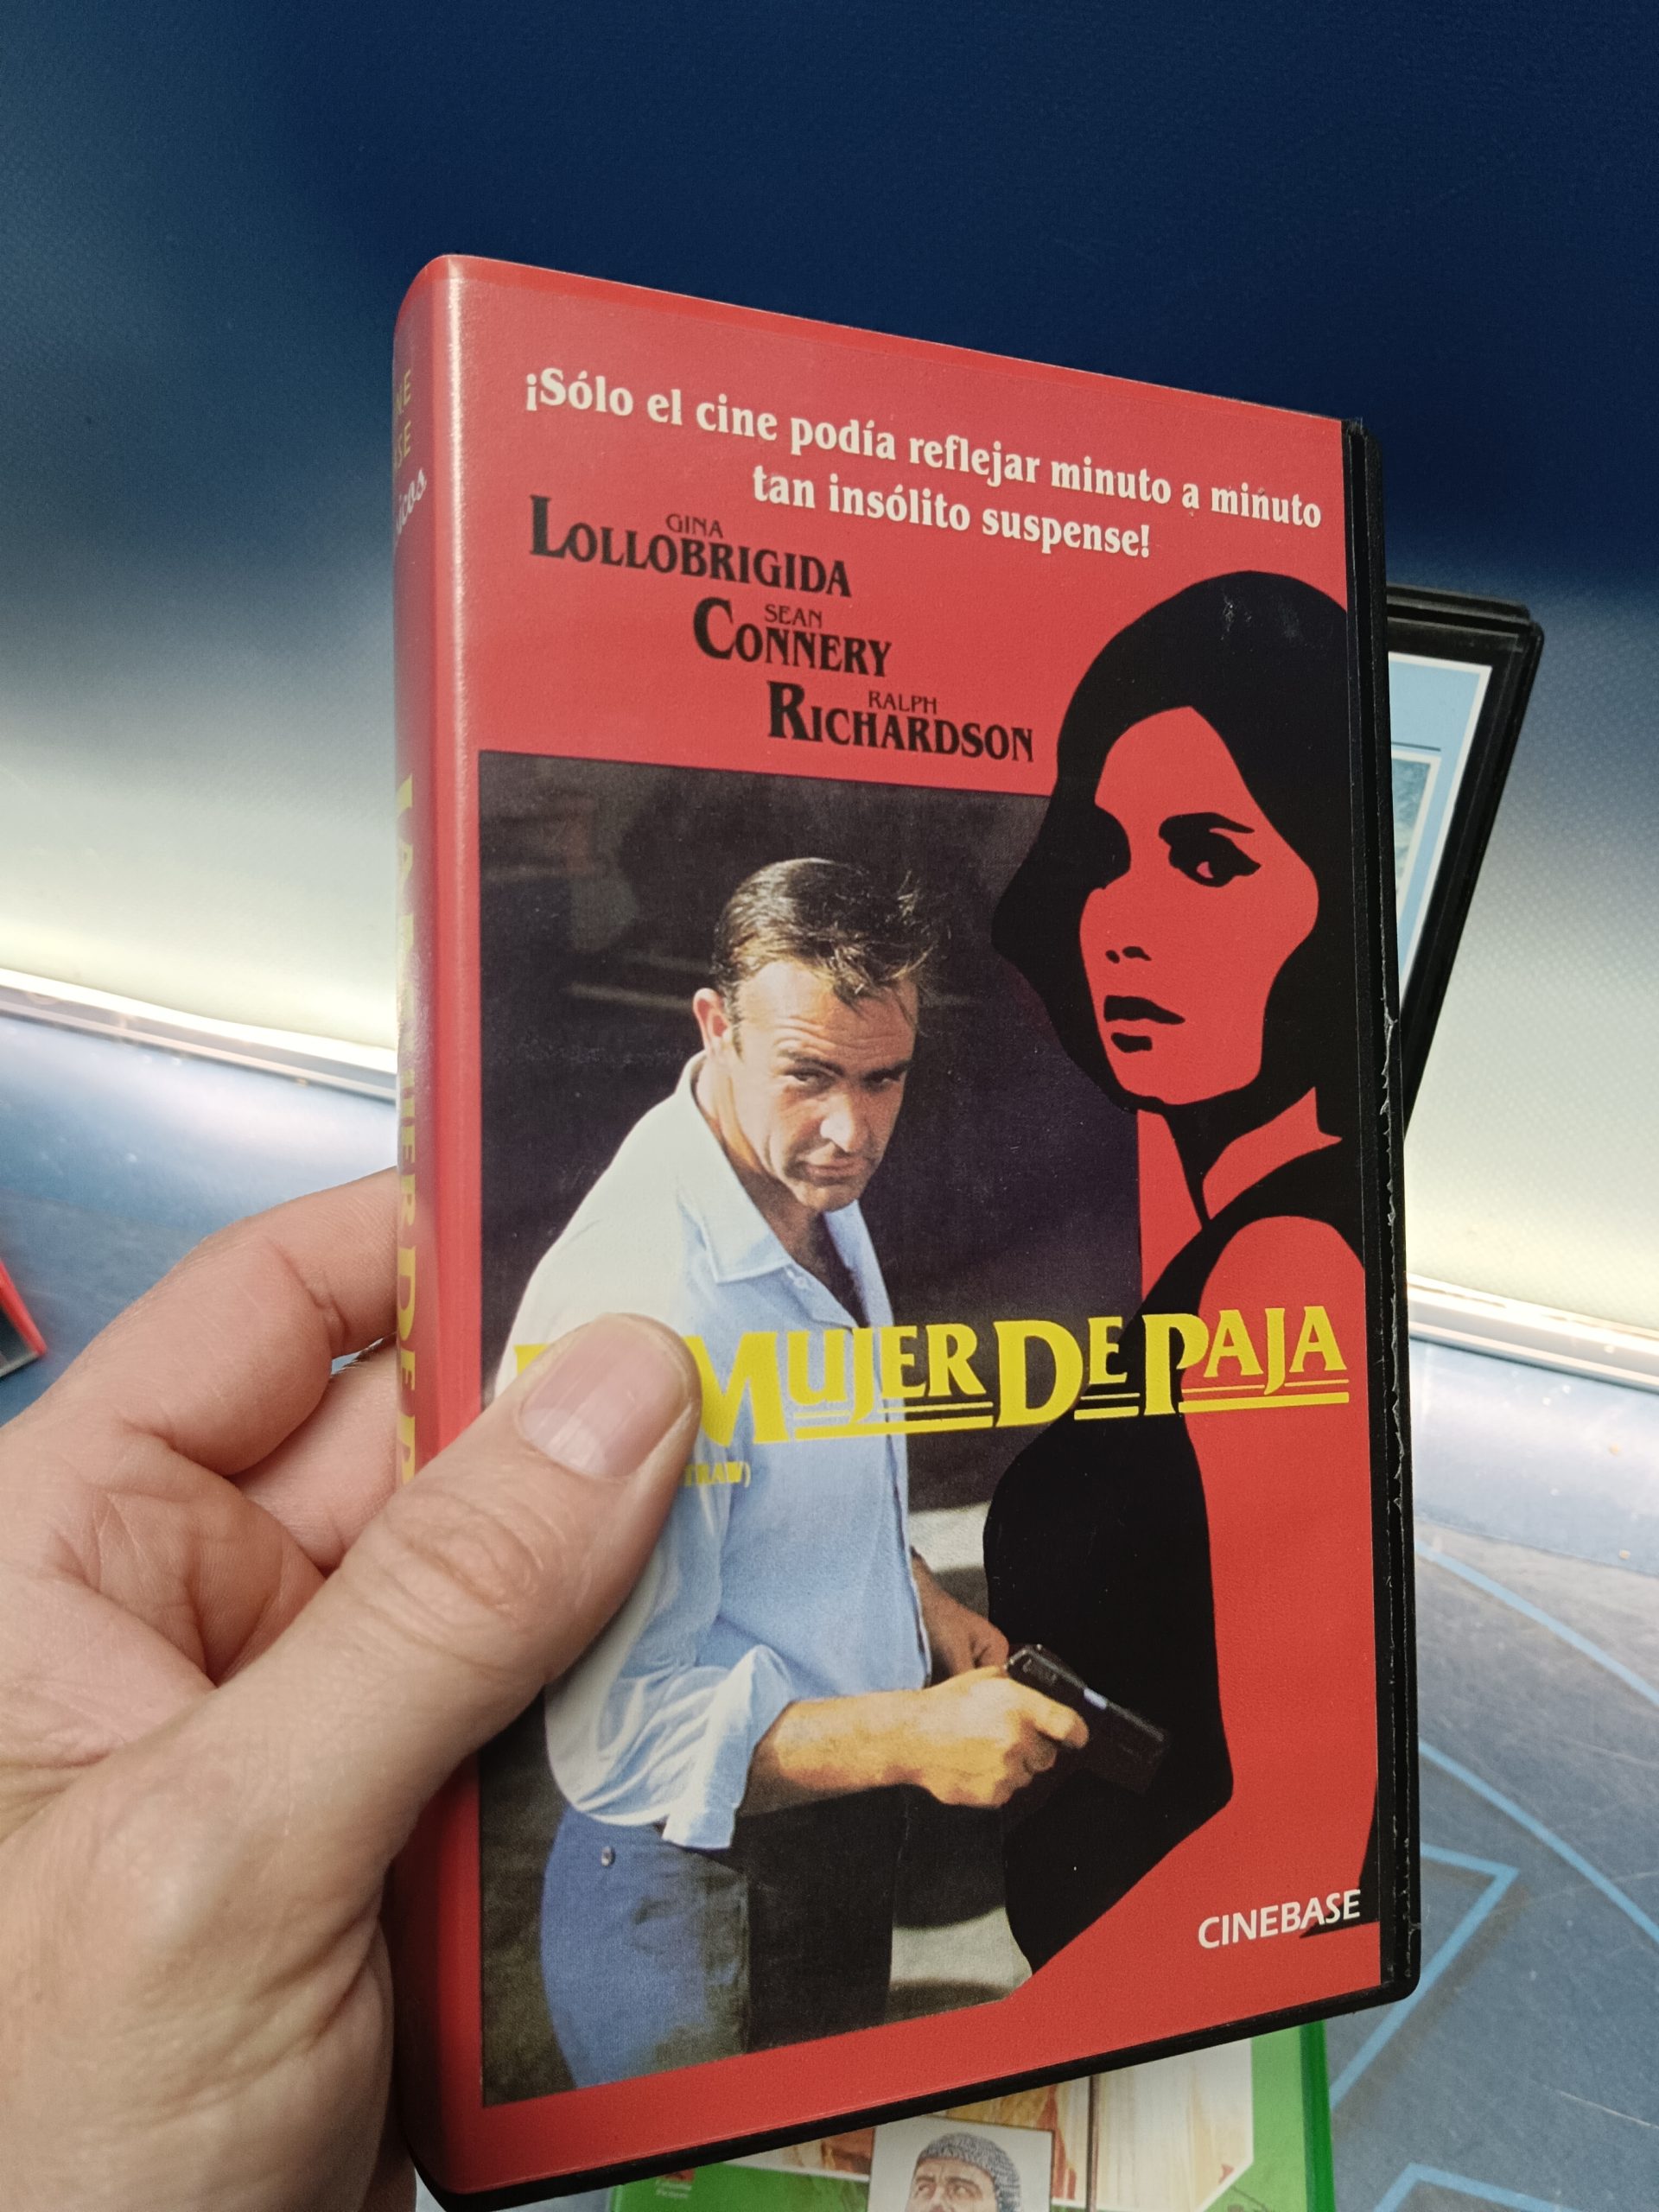 ¡Sólo el cine podía reflejar minuto a minuto
tan insólito suspense!
GINA
LOLLOBRIGIDA
SEAN
CONNERY
RALPH
RICHARDSON
MUJER DE PAJA
CINEBASE